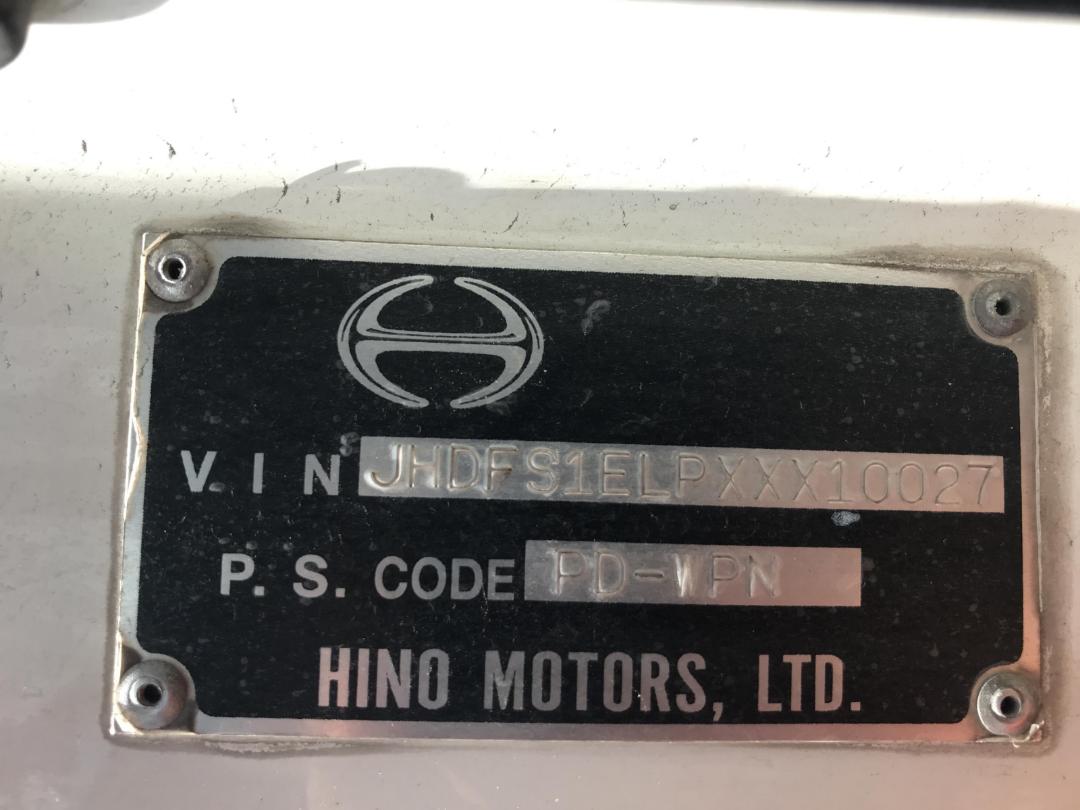 V I N JHDFS1ELPXXX10027
P. S. CODE PD-WPN
HINO MOTORS, LTD.